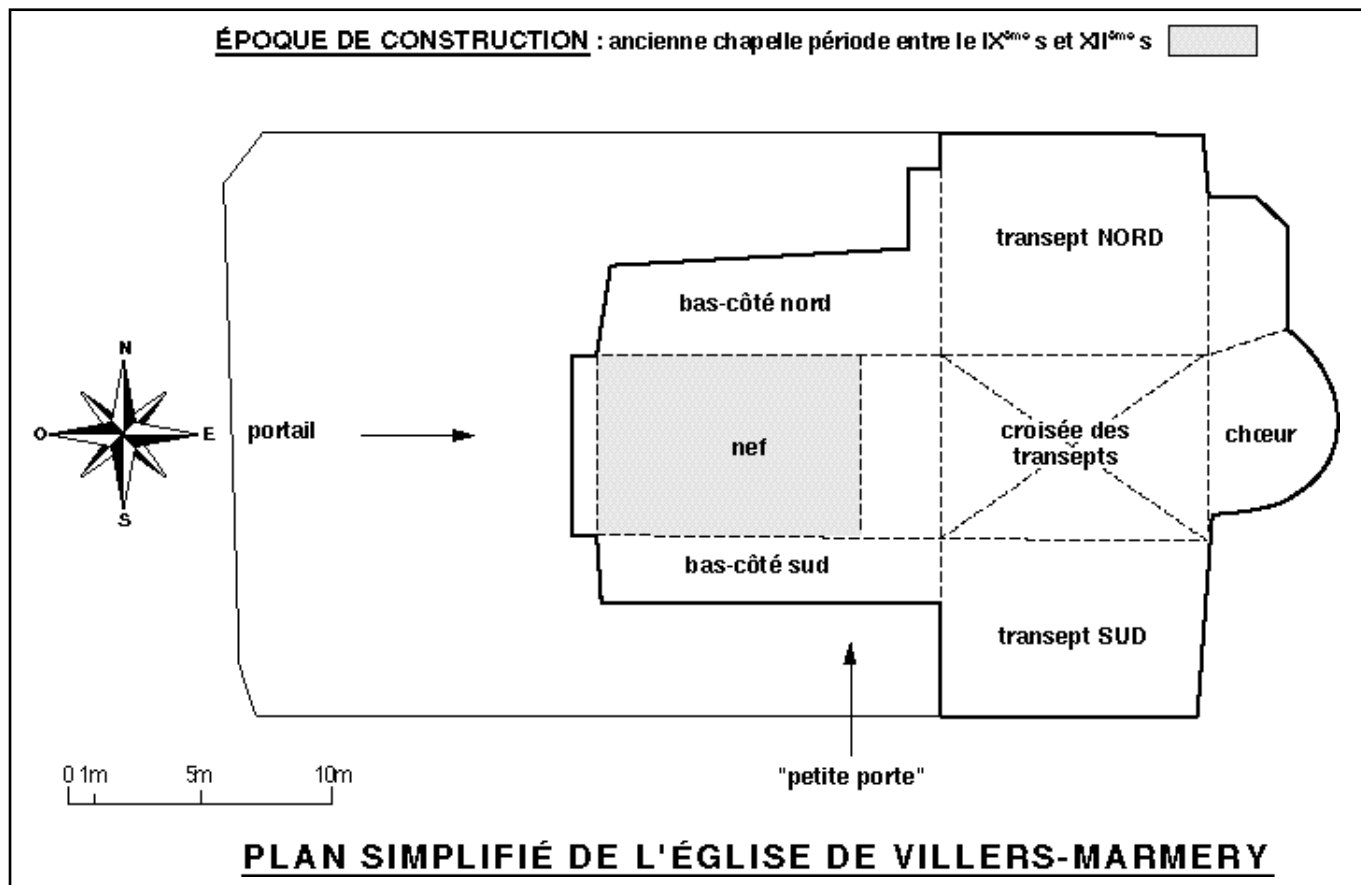 ÉPOQUE DE CONSTRUCTION : ancienne chapelle période entre le IXème s et XIIème s
transept NORD
bas-côté nord
N
O
E
S
portail
nef
croisée des
transepts
chœur
bas-côté sud
transept SUD
"petite porte"
0 1m 5m 10m
PLAN SIMPLIFIÉ DE L'ÉGLISE DE VILLERS-MARMERY